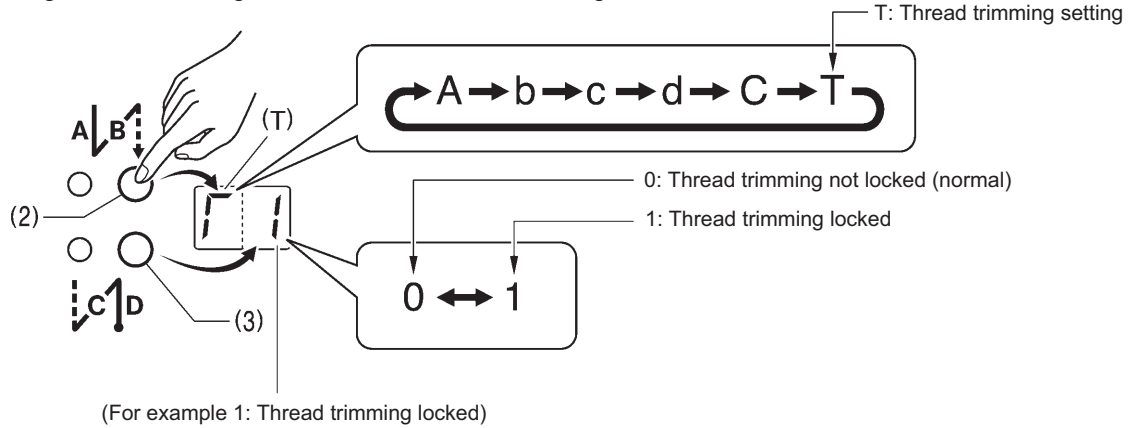 T: Thread trimming setting
A b c d C T
A B
(T)
0: Thread trimming not locked (normal)
(2)
1: Thread trimming locked
0 1
C D
(3)
(For example 1: Thread trimming locked)